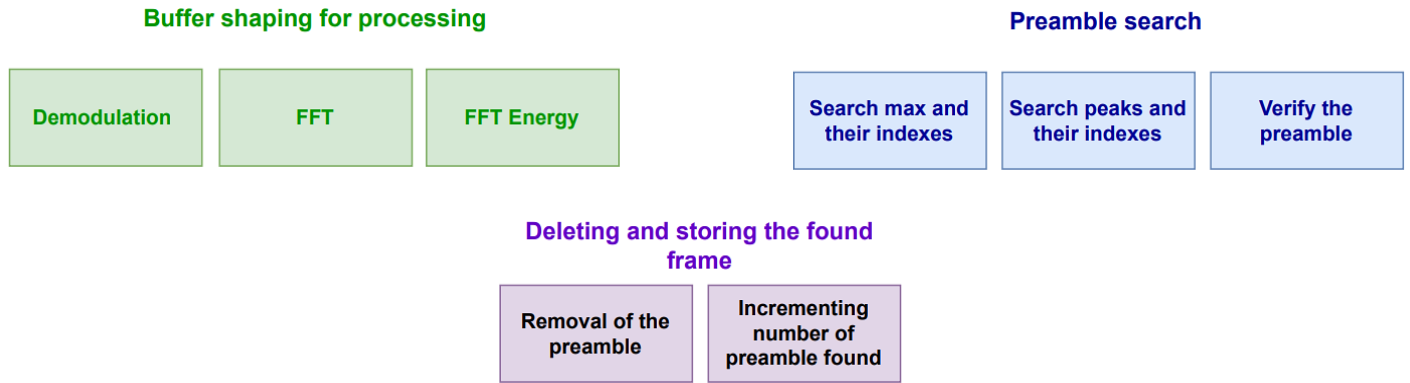 Buffer shaping for processing
Demodulation
FFT
FFT Energy
Preamble search
Search max and
their indexes
Search peaks and
their indexes
Verify the
preamble
Deleting and storing the found
frame
Removal of the
preamble
Incrementing
number of
preamble found